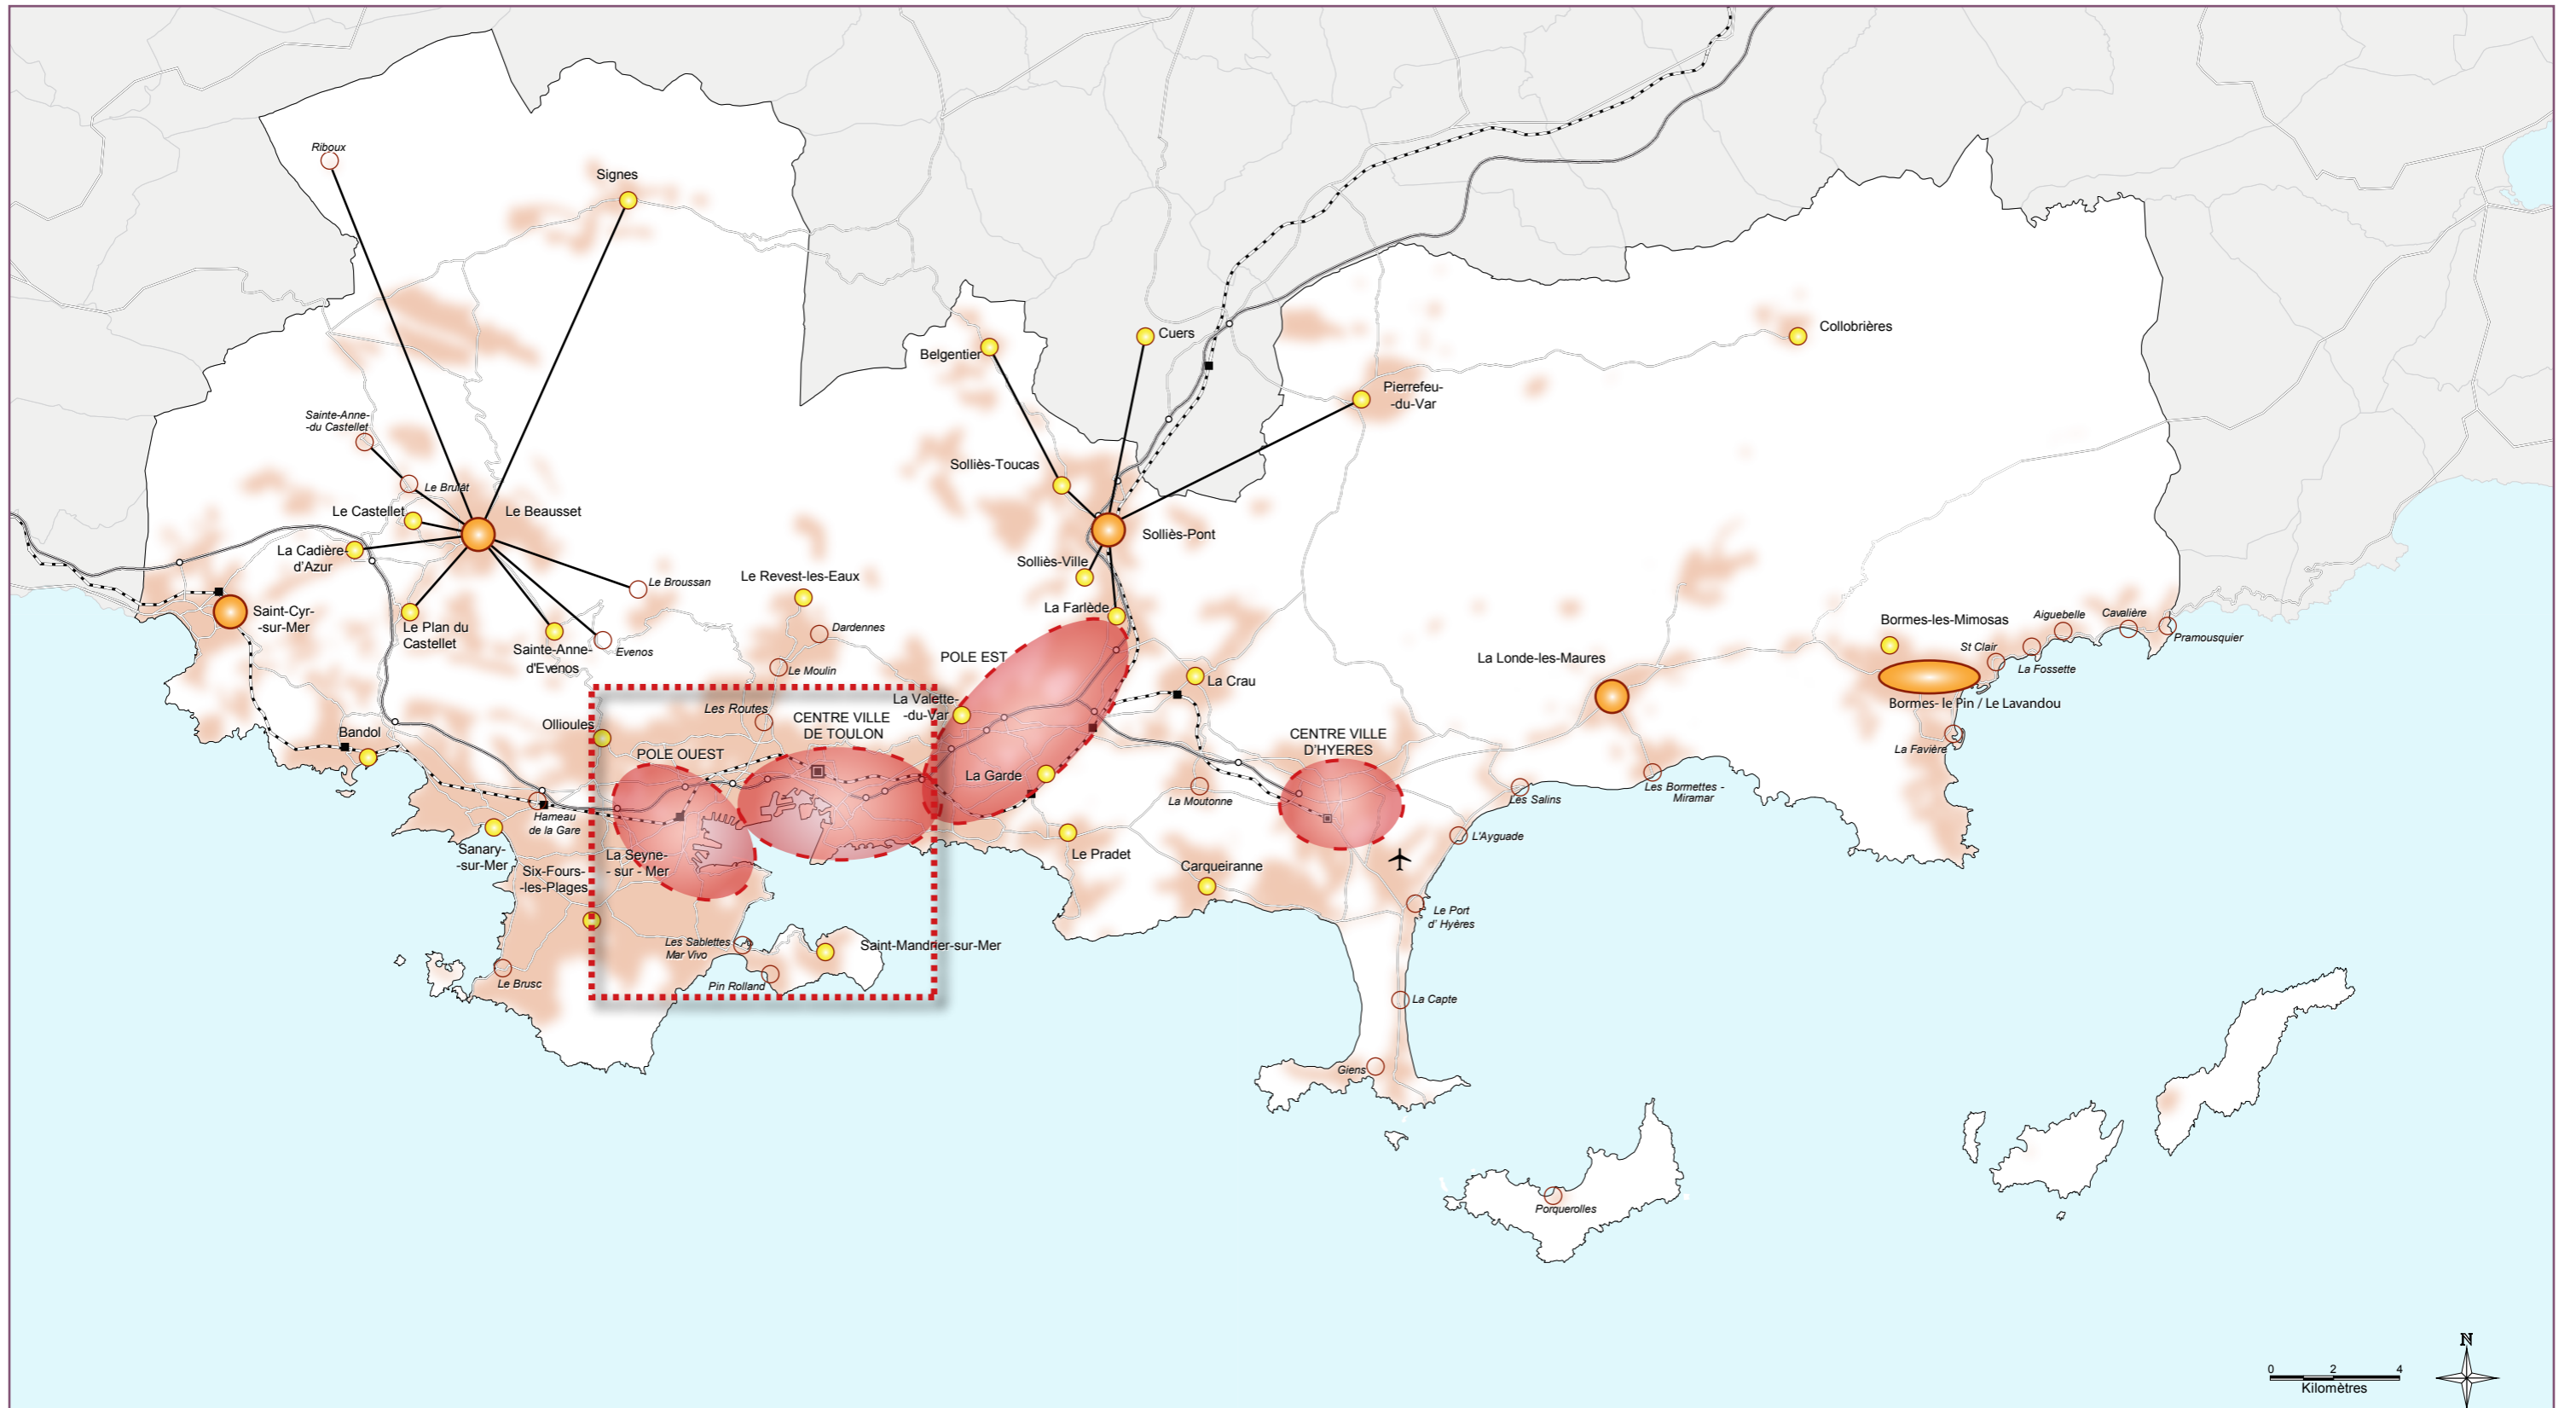 Riboux
Signes
Cuers
Belgentier
Collobrières
Pierrefeu-
-du-Var
Sainte-Anne-
-du Castellet
Solliès-Toucas
Le Brulât
Le Castellet
Le Beausset
Solliès-Pont
La Cadière-
d'Azur
Solliès-Ville
Le Broussan
Le Revest-les-Eaux
Saint-Cyr-
-sur-Mer
La Farlède
Le Plan du
Castellet
Dardennes
Sainte-Anne-
d'Evenos
Evenos
Bormes-les-Mimosas
Aiguebelle
Cavalière
Pramousquier
St Clair
La Fossette
POLE EST
La Londe-les-Maures
Le Moulin
La Crau
La Valette-
-du-Var
Bormes- le Pin / Le Lavandou
Les Routes
Ollioules
CENTRE VILLE
DE TOULON
Bandol
POLE OUEST
CENTRE VILLE
D'HYERES
La Favière
La Garde
La Moutonne
Les Salins
Les Bormettes -
Miramar
Hameau
de la Gare
L'Ayguade
Sanary-
-sur-Mer
La Seyne-
- sur - Mer
Le Pradet
Six-Fours-
-les-Plages
Carqueiranne
Le Port
d' Hyères
Les Sablettes
Mar Vivo
Saint-Mandrier-sur-Mer
Le Brusc
Pin Rolland
La Capte
Giens
Porquerolles
N
0 2 4
Kilomètres